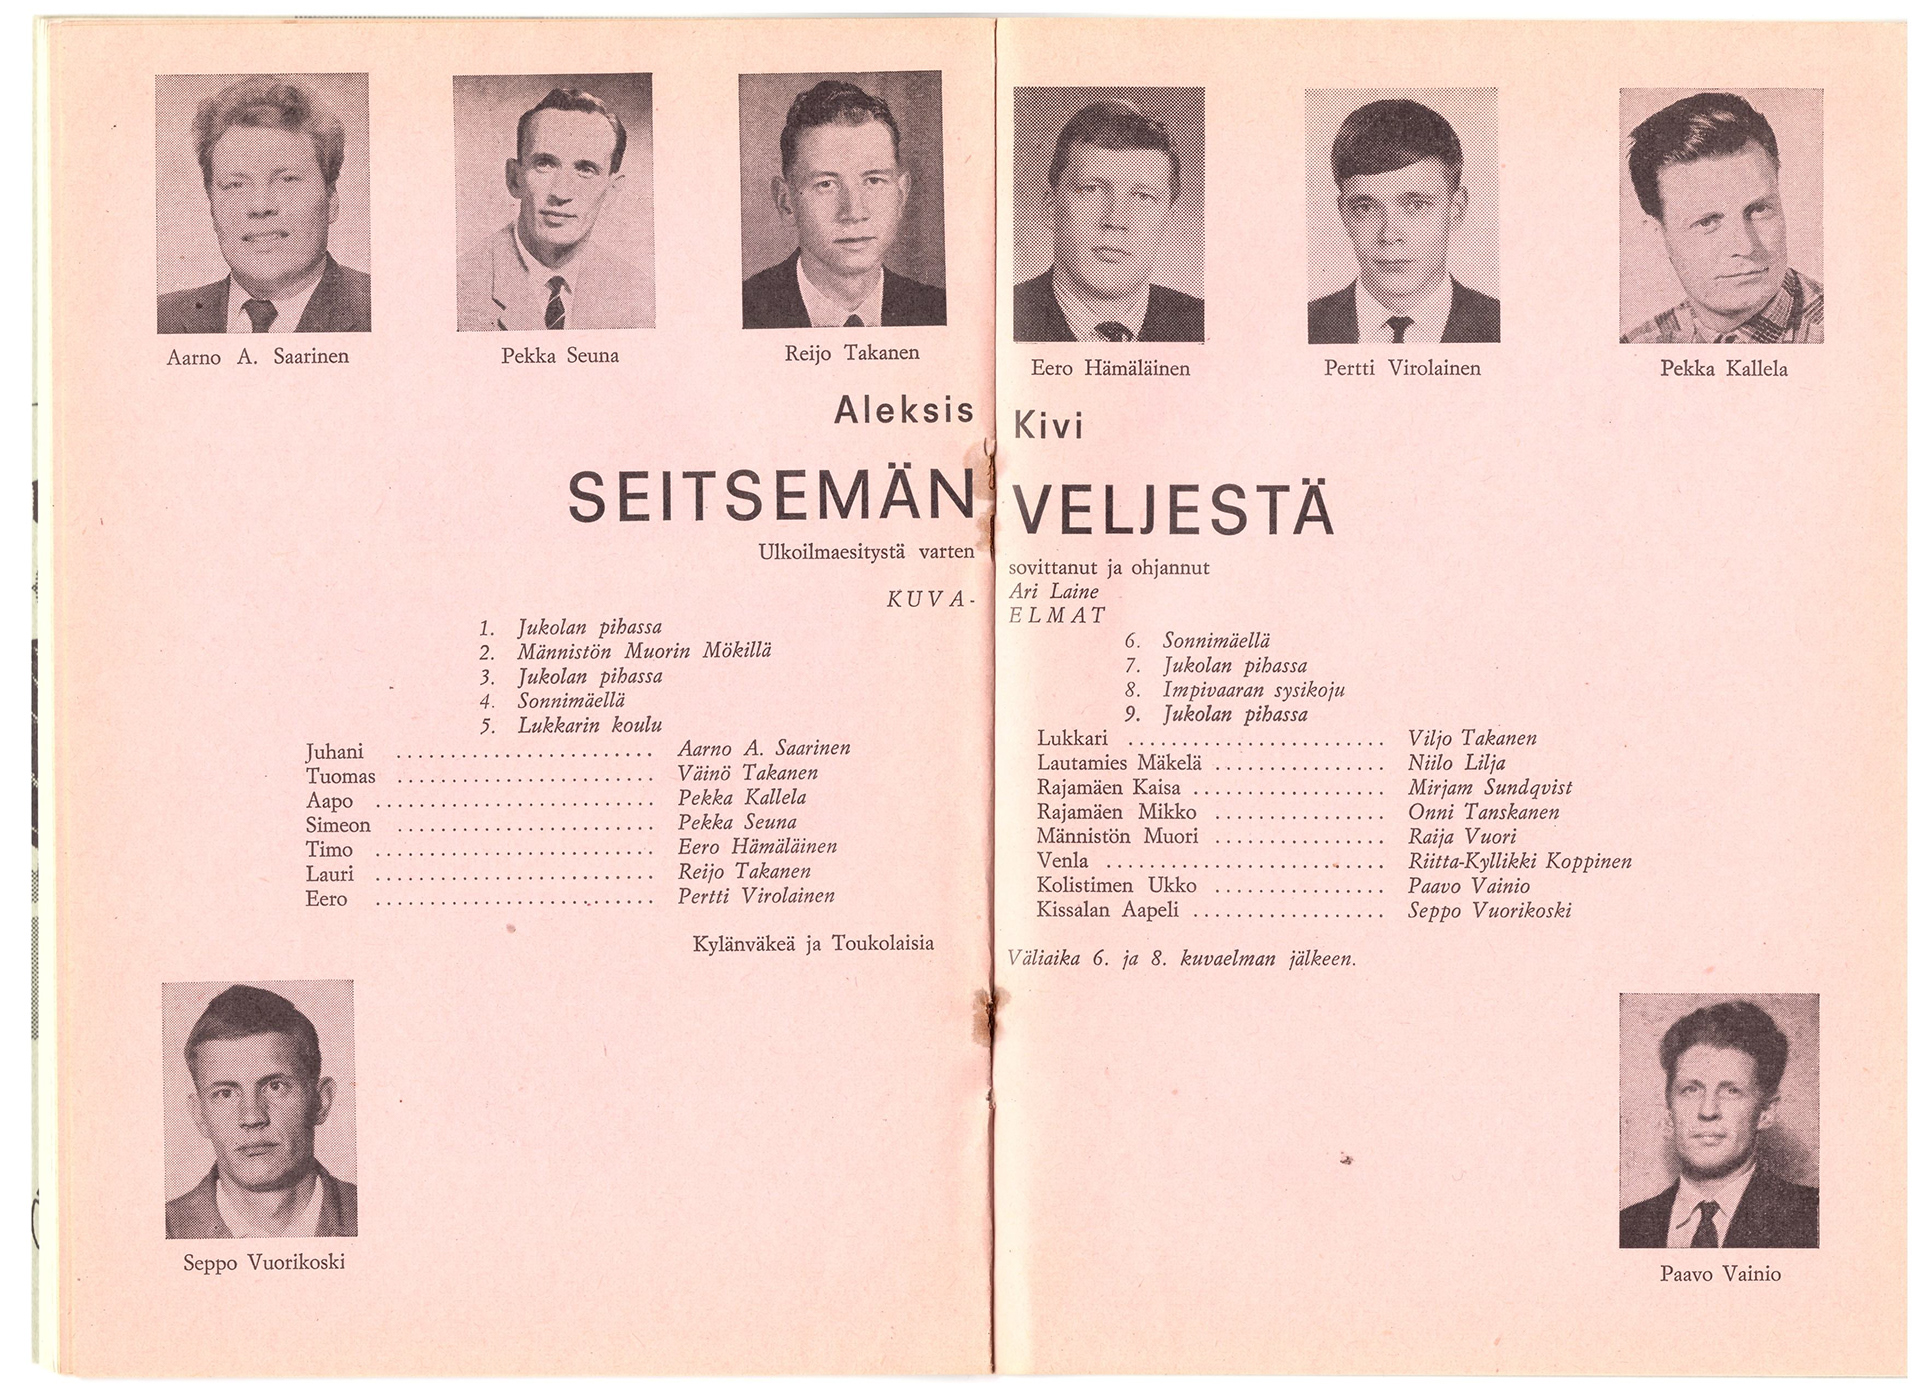 Aarno A. Saarinen
Pekka Seuna
Reijo Takanen
Eero Hämäläinen
Pertti Virolainen
Pekka Kallela
Aleksis Kivi
SEITSEMÄN VELJESTÄ
Ulkoilmaesitystä varten sovittanut ja ohjannut
Ari Laine
KUVA-ELMAT
1. Jukolan pihassa
2. Männistön Muorin Mökillä
3. Jukolan pihassa
4. Sonnimäellä
5. Lukkarin koulu
6. Sonnimäellä
7. Jukolan pihassa
8. Impivaaran sysikoju
9. Jukolan pihassa
Juhani ........................ Aarno A. Saarinen
Tuomas ........................ Väinö Takanen
Aapo .......................... Pekka Kallela
Simeon ........................ Pekka Seuna
Timo .......................... Eero Hämäläinen
Lauri .......................... Reijo Takanen
Eero .......................... Pertti Virolainen
Kylänväkeä ja Toukolaisia
Lukkari ........................ Viljo Takanen
Lautamies Mäkelä ................ Niilo Lilja
Rajamäen Kaisa .................. Mirjam Sundqvist
Rajamäen Mikko ................ Onni Tanskanen
Männistön Muori ................ Raija Vuori
Venla .......................... Riitta-Kyllikki Koppinen
Kolistimen Ukko ................ Paavo Vainio
Kissalan Aapeli .................. Seppo Vuorikoski
Väliaika 6. ja 8. kuvaelman jälkeen.
Seppo Vuorikoski
Paavo Vainio